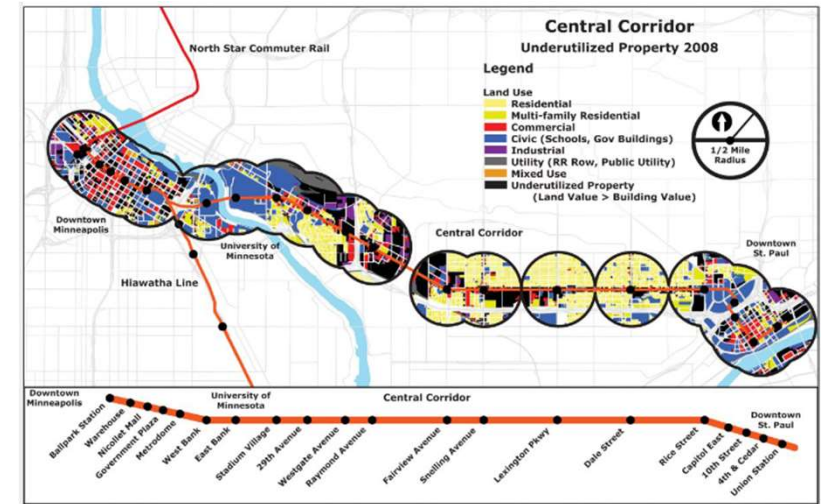 Central Corridor
Underutilized Property 2008
Legend
Land Use
Residential
Multi-family Residential
Commercial
Civic (Schools, Gov Buildings)
Industrial
Utility (RR Row, Public Utility)
Mixed Use
Underutilized Property
(Land Value > Building Value)
1/2 Mile
Radius
North Star Commuter Rail
Downtown
Minneapolis
University of
Minnesota
Hiawatha Line
Central Corridor
Downtown
St. Paul
Downtown
Minneapolis
University of
Minnesota
Central Corridor
Downtown
St. Paul
Ballpark Station
Warehouse
Nicollet Mall
Government Plaza
Metrodome
West Bank
East Bank
Stadium Village
29th Avenue
Westgate Avenue
Raymond Avenue
Fairview Avenue
Snelling Avenue
Lexington Pkwy
Dale Street
Rice Street
Capitol East
10th Street
4th & Cedar
Union Station